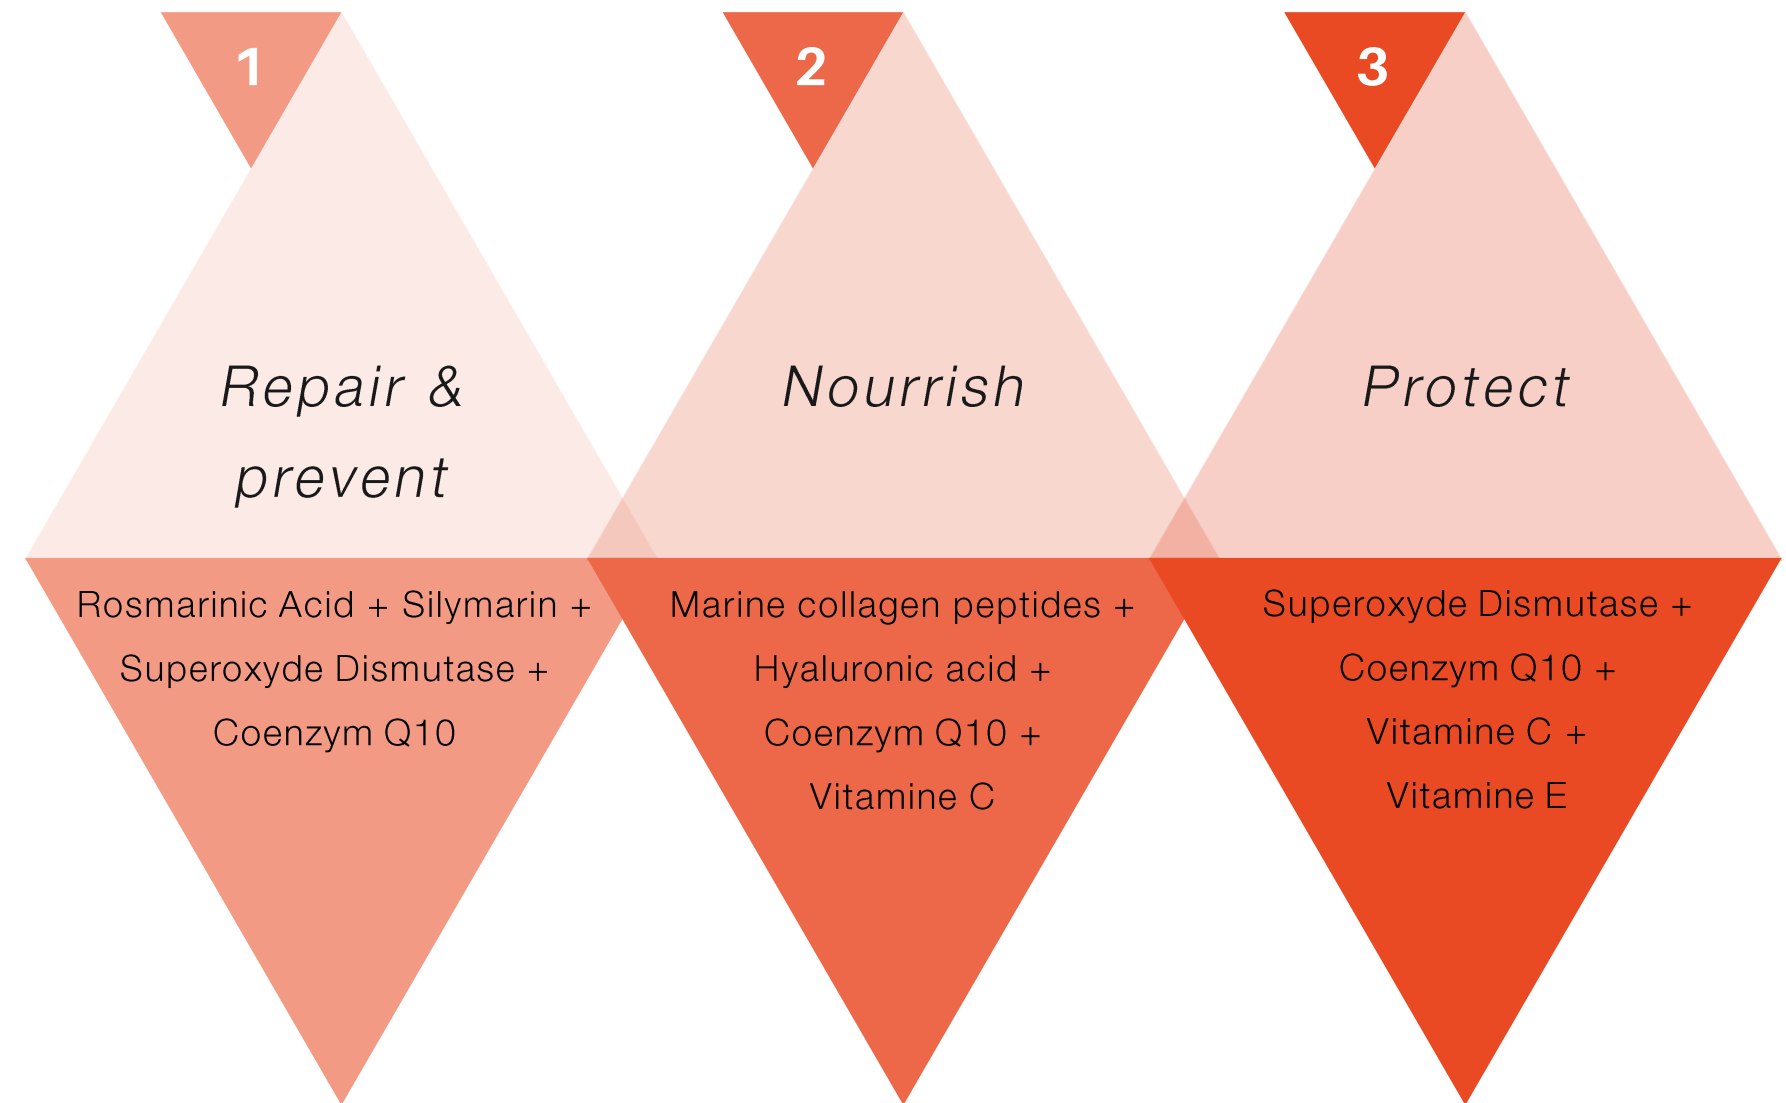 1
Repair &
prevent
Rosmarinic Acid + Silymarin +
Superoxyde Dismutase +
Coenzym Q10
2
Nourrish
Marine collagen peptides +
Hyaluronic acid +
Coenzym Q10 +
Vitamine C
3
Protect
Superoxyde Dismutase +
Coenzym Q10 +
Vitamine C +
Vitamine E